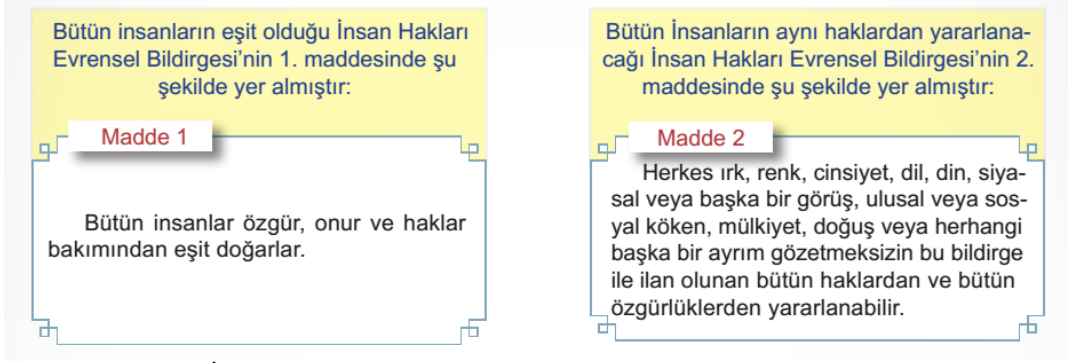 Bütün insanların eşit olduğu İnsan Hakları
Evrensel Bildirgesi’nin 1. maddesinde şu
şekilde yer almıştır:
Madde 1
Bütün insanlar özgür, onur ve haklar
bakımından eşit doğarlar.
Bütün İnsanların aynı haklardan yararlana-
cağı İnsan Hakları Evrensel Bildirgesi’nin 2.
maddesinde şu şekilde yer almıştır:
Madde 2
Herkes ırk, renk, cinsiyet, dil, din, siya-
sal veya başka bir görüş, ulusal veya sos-
yal köken, mülkiyet, doğuş veya herhangi
başka bir ayrım gözetmeksizin bu bildirge
ile ilan olunan bütün haklardan ve bütün
özgürlüklerden yararlanabilir.